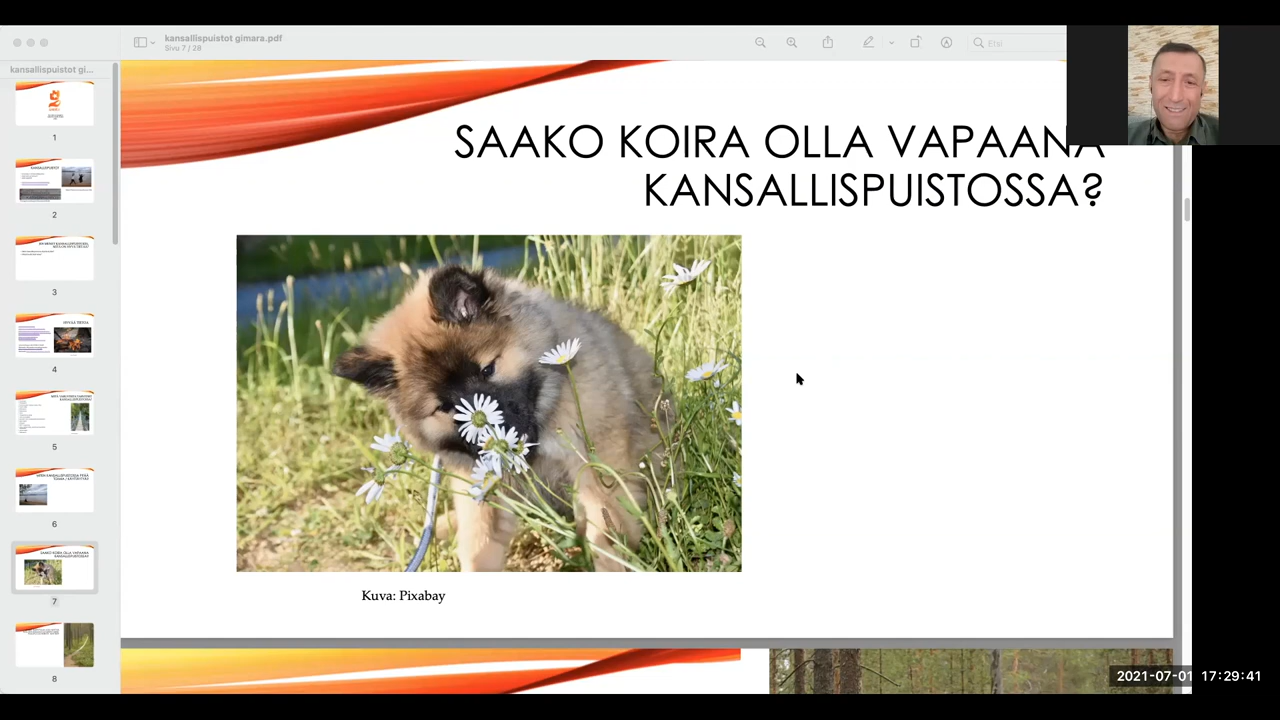 kansallispuistot gimara.pdf
Sivu 7 / 28
Etsi
kansallispuistot gi...
1
2
3
4
5
6
7
8
SAAKO KOIRA OLLA VAPAANA
KANSALLISPUISTOSSA?
Kuva: Pixabay
2021-07-01 17:29:41